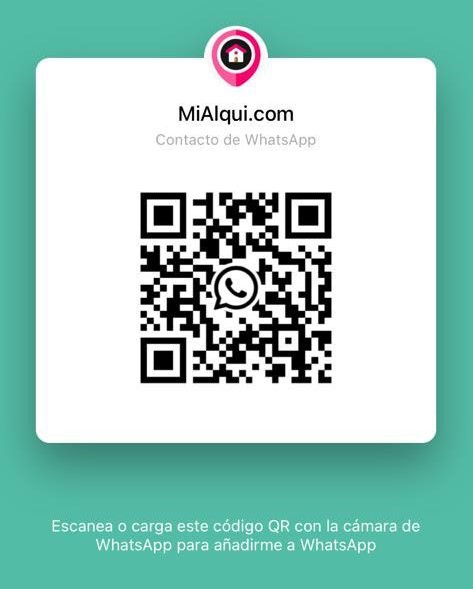 MiAlqui.com
Contacto de WhatsApp
Escanea o carga este código QR con la cámara de
WhatsApp para añadirme a WhatsApp